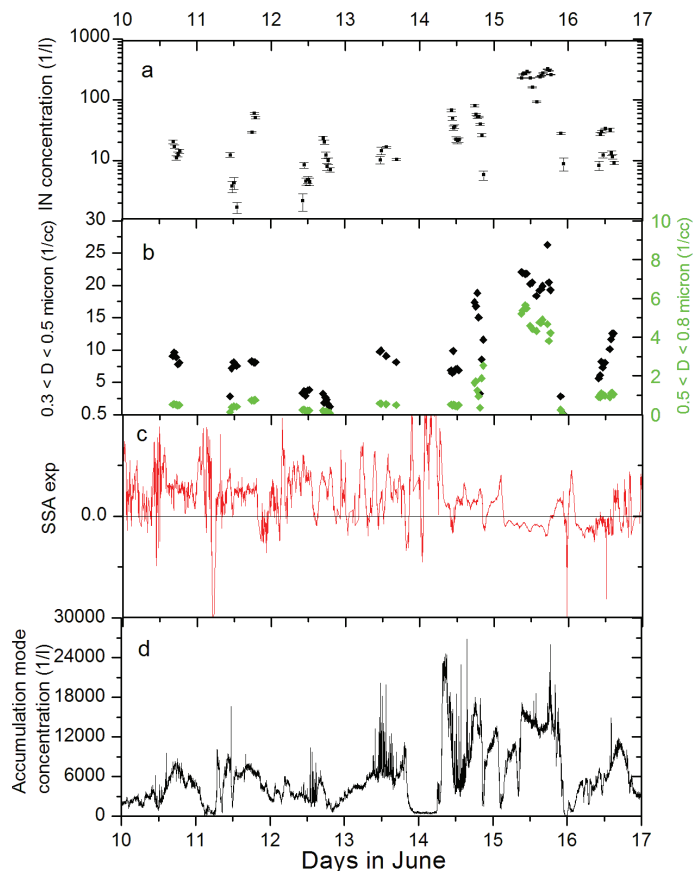 10 11 12 13 14 15 16 17
a
IN concentration (1/l)
1000
100
10
30
b
0.3 < D < 0.5 micron (1/cc)
25
20
15
10
5
0.5
0.5 < D < 0.8 micron (1/cc)
10
8
6
4
2
0
c
SSA exp
0.0
d
Accumulation mode
concentration (1/l)
30000
24000
18000
12000
6000
0
10 11 12 13 14 15 16 17
Days in June